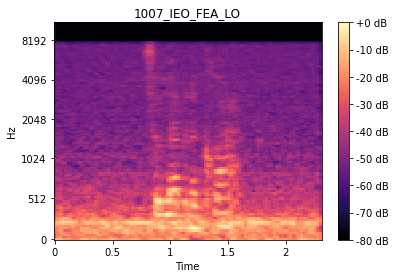 1007_IEO_FEA_LO
+0 dB
8192
-10 dB
4096
-20 dB
-30 dB
2048
Hz
-40 dB
1024
-50 dB
-60 dB
512
-70 dB
0
-80 dB
0
0.5
1
1.5
2
Time